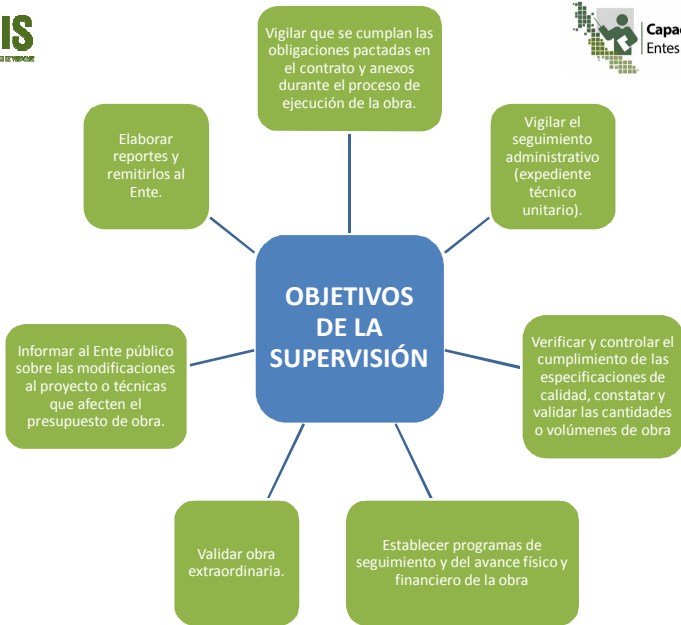 IS
Capac
Entes
Vigilar que se cumplan las
obligaciones pactadas en
el contrato y anexos
durante el proceso de
ejecución de la obra.
Elaborar
reportes y
remitirlos al
Ente.
Vigilar el
seguimiento
administrativo
(expediente
técnico
unitario).
OBJETIVOS
DE LA
SUPERVISIÓN
Informar al Ente público
sobre las modificaciones
al proyecto o técnicas
que afecten el
presupuesto de obra.
Verificar y controlar el
cumplimiento de las
especificaciones de
calidad, constatar y
validar las cantidades
o volúmenes de obra
Validar obra
extraordinaria.
Establecer programas de
seguimiento y del avance físico y
financiero de la obra